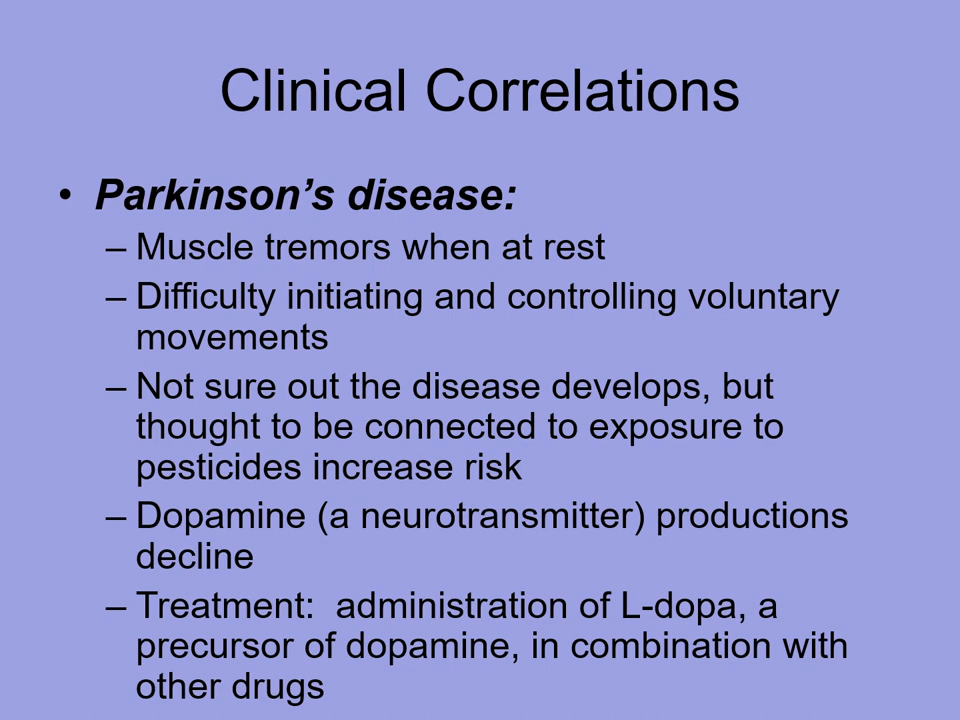 Clinical Correlations
• Parkinson’s disease:
– Muscle tremors when at rest
– Difficulty initiating and controlling voluntary
movements
– Not sure out the disease develops, but
thought to be connected to exposure to
pesticides increase risk
– Dopamine (a neurotransmitter) productions
decline
– Treatment:  administration of L-dopa, a
precursor of dopamine, in combination with
other drugs